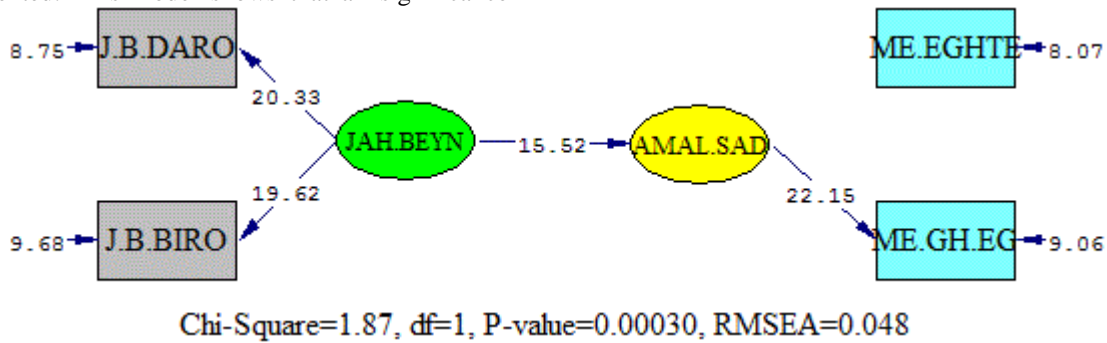 8.75
J.B.DARO
ME.EGHTE
8.07
20.33
JAH.BEYN
15.52
AMAL.SAD
19.62
22.15
9.68
J.B.BIRO
ME.GH.EG
9.06
Chi-Square=1.87, df=1, P-value=0.00030, RMSEA=0.048